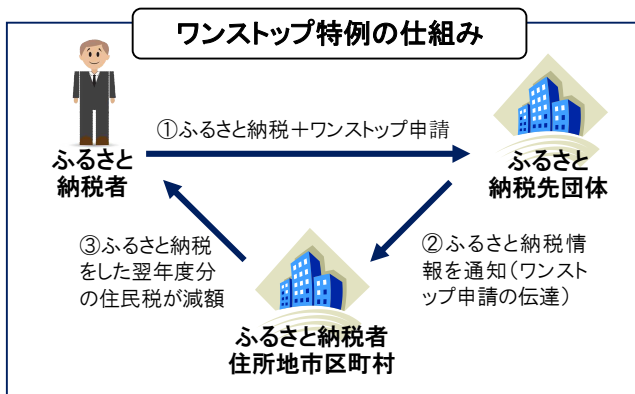 ワンストップ特例の仕組み
①ふるさと納税＋ワンストップ申請
ふるさと
納税者
ふるさと
納税先団体
③ふるさと納税
をした翌年度分
の住民税が減額
②ふるさと納税情
報を通知（ワンスト
ップ申請の伝達）
ふるさと納税者
住所地市区町村